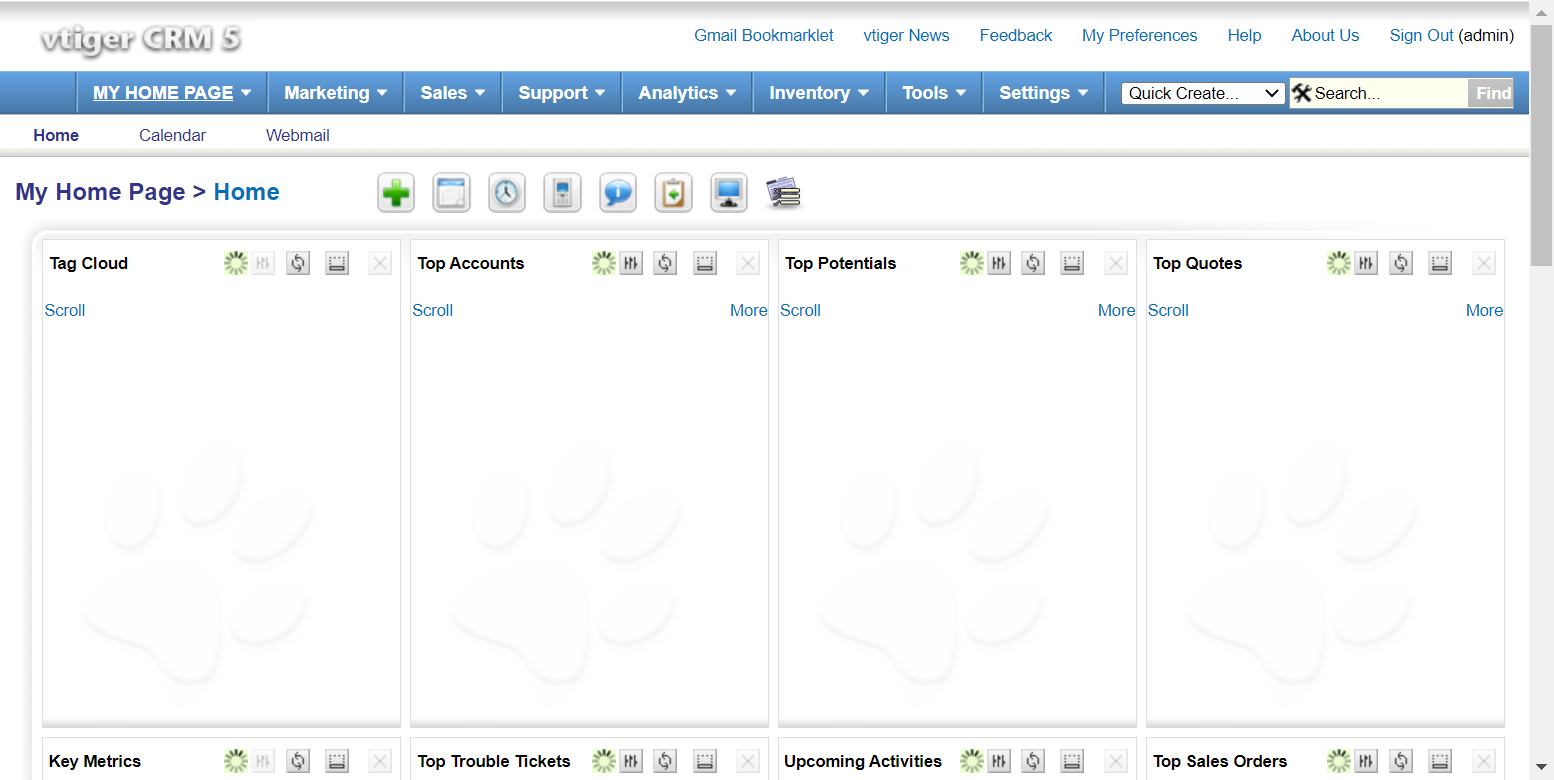 vtiger CRM 5
Gmail Bookmarklet vtiger News Feedback My Preferences Help About Us Sign Out (admin)
MY HOME PAGE Marketing Sales Support Analytics Inventory Tools Settings Quick Create... Search... Find
Home Calendar Webmail
My Home Page > Home
Tag Cloud Top Accounts Top Potentials Top Quotes
Scroll Scroll More Scroll More Scroll More
Key Metrics Top Trouble Tickets Upcoming Activities Top Sales Orders